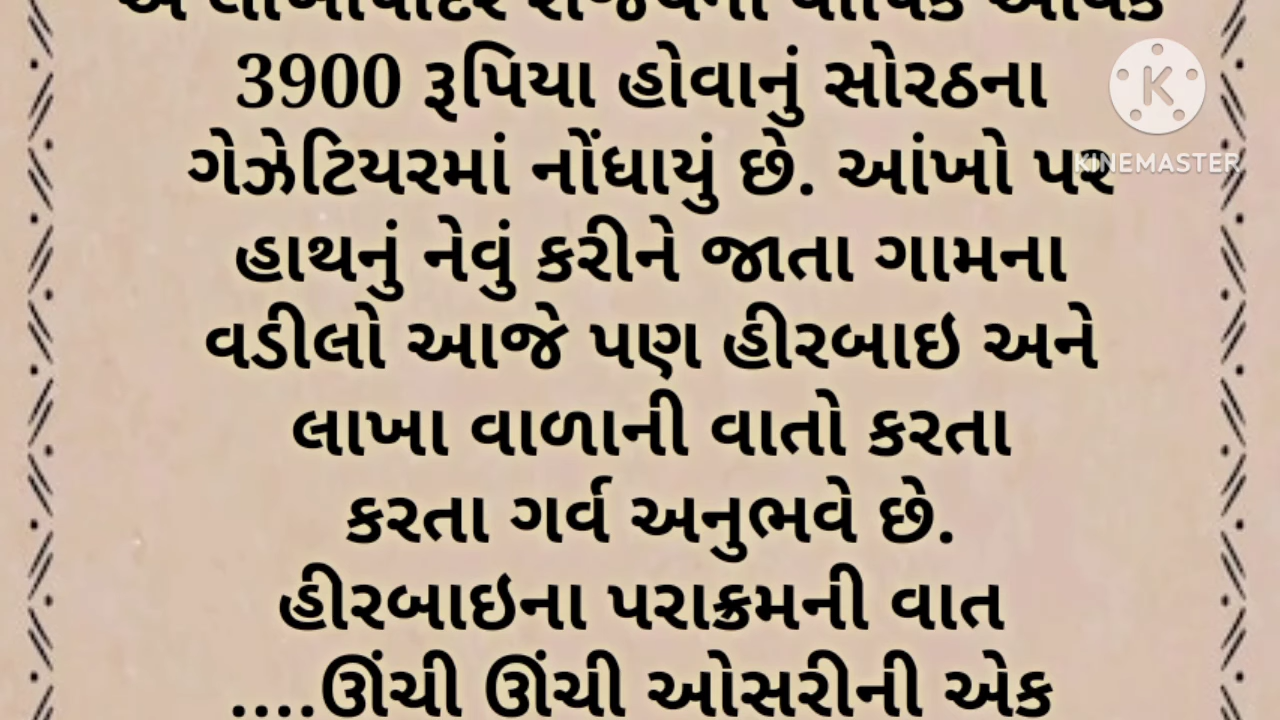 3900 રૂપિયા હોવાનું સોરઠના
ગેઝેટિયરમાં નોંધાયું છે. આંખો પર
હાથનું નેવું કરીને જાતા ગામના
વડીલો આજે પણ હીરબાઇ અને
લાખા વાળાની વાતો કરતા
કરતા ગર્વ અનુભવે છે.
હીરબાઇના પરાક્રમની વાત
....ઊંચી ઊંચી ઓસરીની એક
KINEMASTER